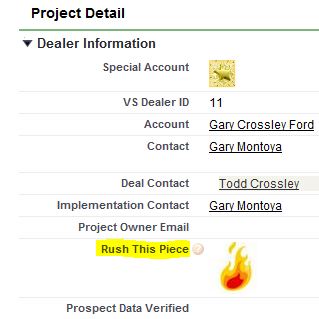 Project Detail
Dealer Information
Special Account
VS Dealer ID 11
Account Gary Crossley Ford
Contact Gary Montoya
Deal Contact Todd Crossley
Implementation Contact Gary Montoya
Project Owner Email
Rush This Piece ?
Prospect Data Verified